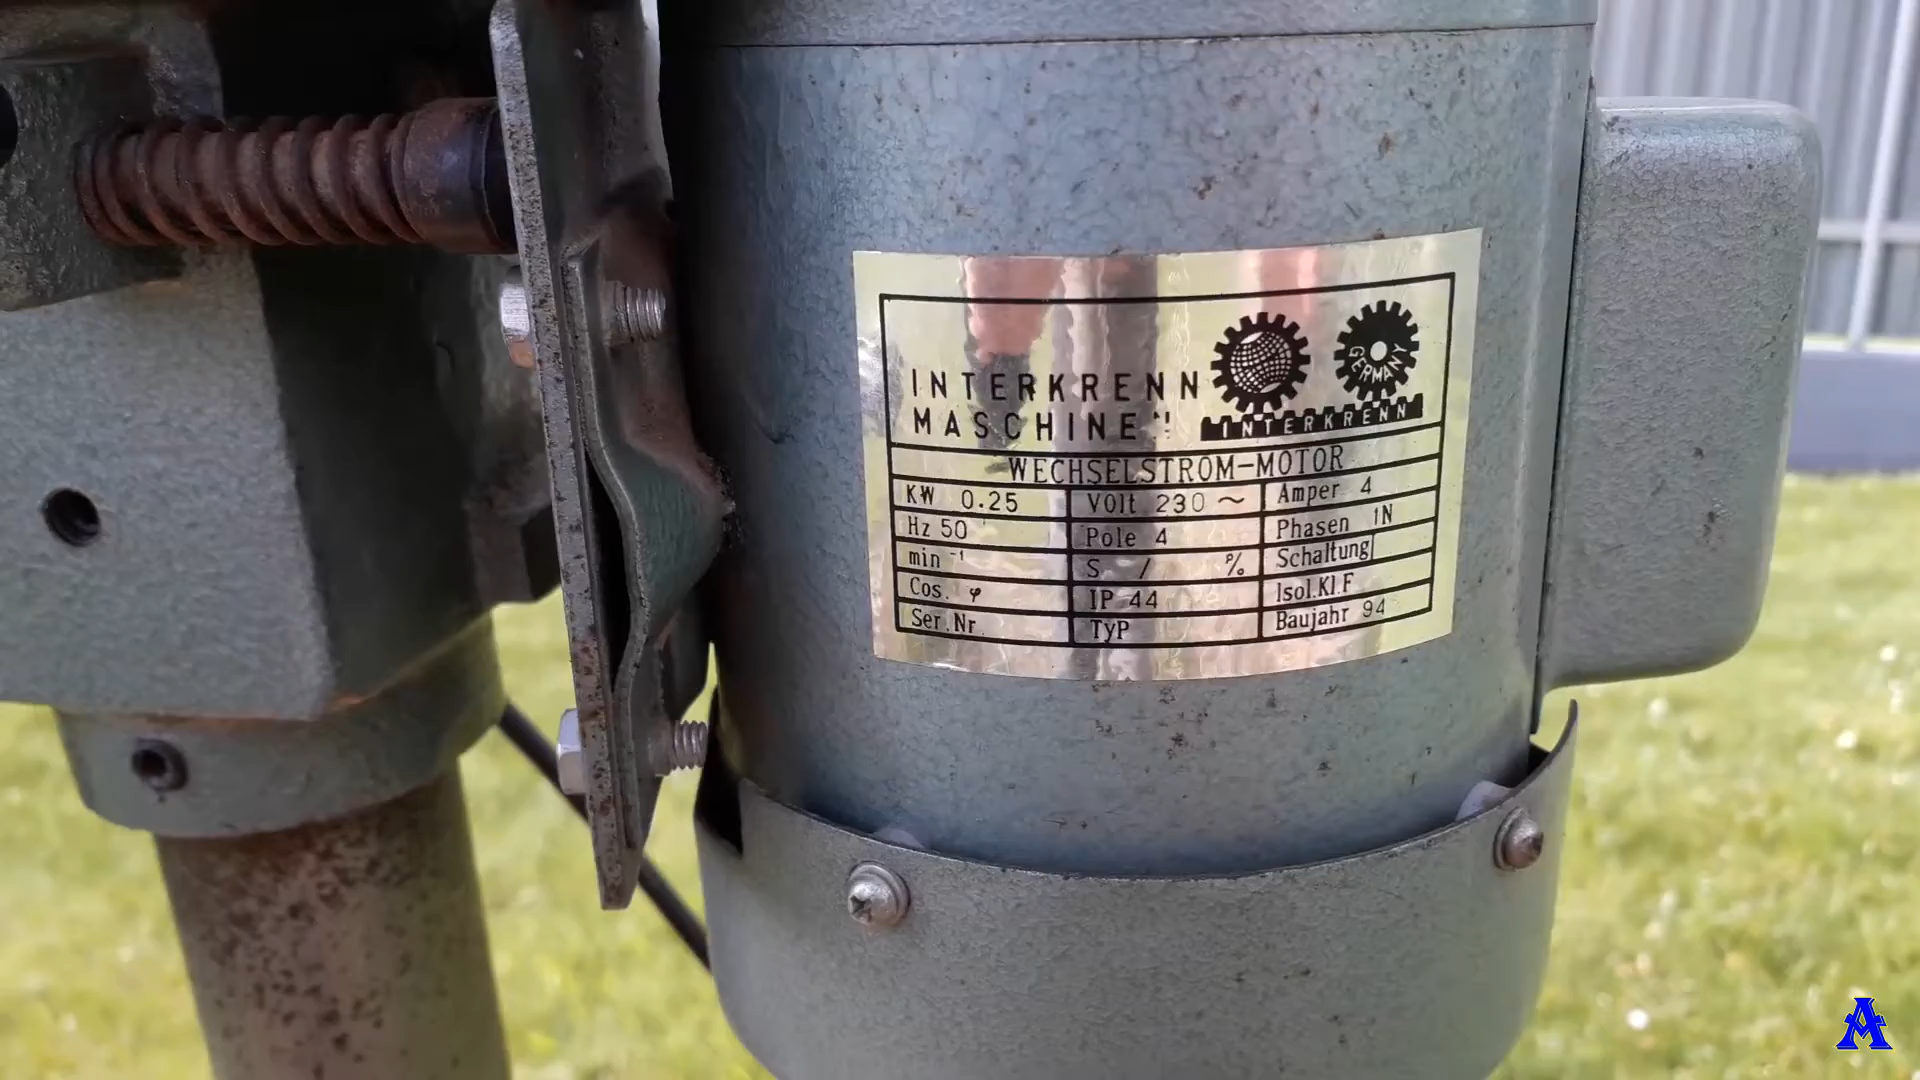 INTERKRENN
MASCHINEN
GERMANY
INTERKRENN
WECHSELSTROM-MOTOR
KW 0.25 Volt 230 ~ Amper 4
Hz 50 Pole 4 Phasen 1N
min⁻¹ S / % Schaltung
Cos. φ IP 44 Isol.Kl.F
Ser.Nr. TyP Baujahr 94
A